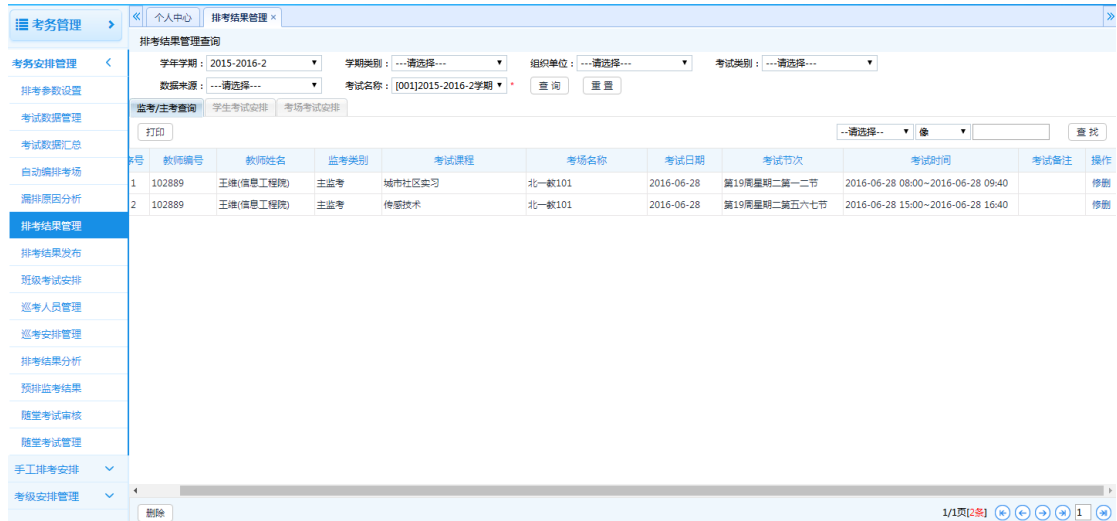 考务管理
考务安排管理
排考参数设置
考试数据管理
考试数据汇总
自动编排考场
漏排原因分析
排考结果管理
排考结果发布
班级考试安排
巡考人员管理
巡考安排管理
排考结果分析
预排监考结果
随堂考试审核
随堂考试管理
手工排考安排
考级安排管理
个人中心 排考结果管理 ×
排考结果管理查询
学年学期： 2015-2016-2 学期类别： ---请选择--- 组织单位： ---请选择--- 考试类别： ---请选择---
数据来源： ---请选择--- 考试名称： [001]2015-2016-2学期 * 查 询 重 置
监考/主考查询 学生考试安排 考场考试安排
打印 --请选择-- 像 查 找
序号 教师编号 教师姓名 监考类别 考试课程 考场名称 考试日期 考试节次 考试时间 考试备注 操作
1 102889 王维(信息工程院) 主监考 城市社区实习 北一教101 2016-06-28 第19周星期二第一二节 2016-06-28 08:00~2016-06-28 09:40 修删
2 102889 王维(信息工程院) 主监考 传感技术 北一教101 2016-06-28 第19周星期二第五六七节 2016-06-28 15:00~2016-06-28 16:40 修删
删除 1/1页[2条] 1